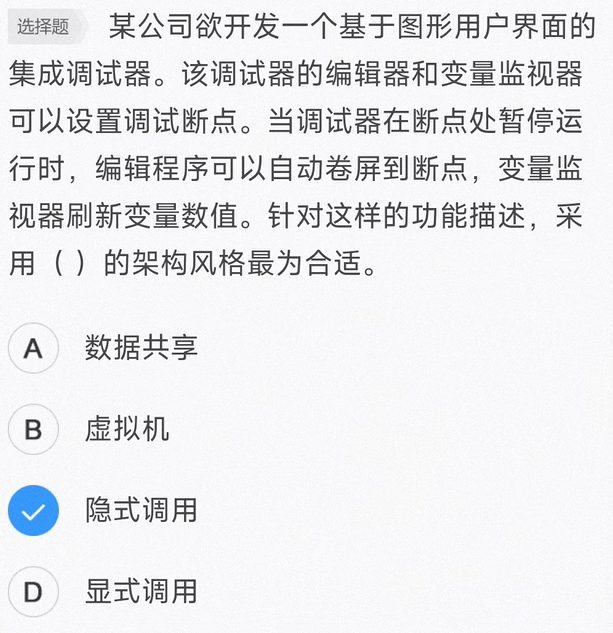 选择题 某公司欲开发一个基于图形用户界面的
集成调试器。该调试器的编辑器和变量监视器
可以设置调试断点。当调试器在断点处暂停运
行时，编辑程序可以自动卷屏到断点，变量监
视器刷新变量数值。针对这样的功能描述，采
用（ ）的架构风格最为合适。
A 数据共享
B 虚拟机
隐式调用
D 显式调用